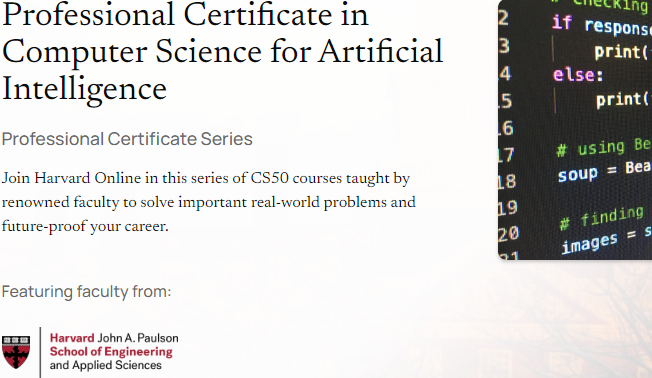 Professional Certificate in
Computer Science for Artificial
Intelligence
Professional Certificate Series
Join Harvard Online in this series of CS50 courses taught by
renowned faculty to solve important real-world problems and
future-proof your career.
Featuring faculty from:
Harvard John A. Paulson
School of Engineering
and Applied Sciences
# checking
2 if respons
3 print(
4 else:
.5 print(
.6
17 # using Be
18 soup = Bea
19
20 # finding
21 images = s